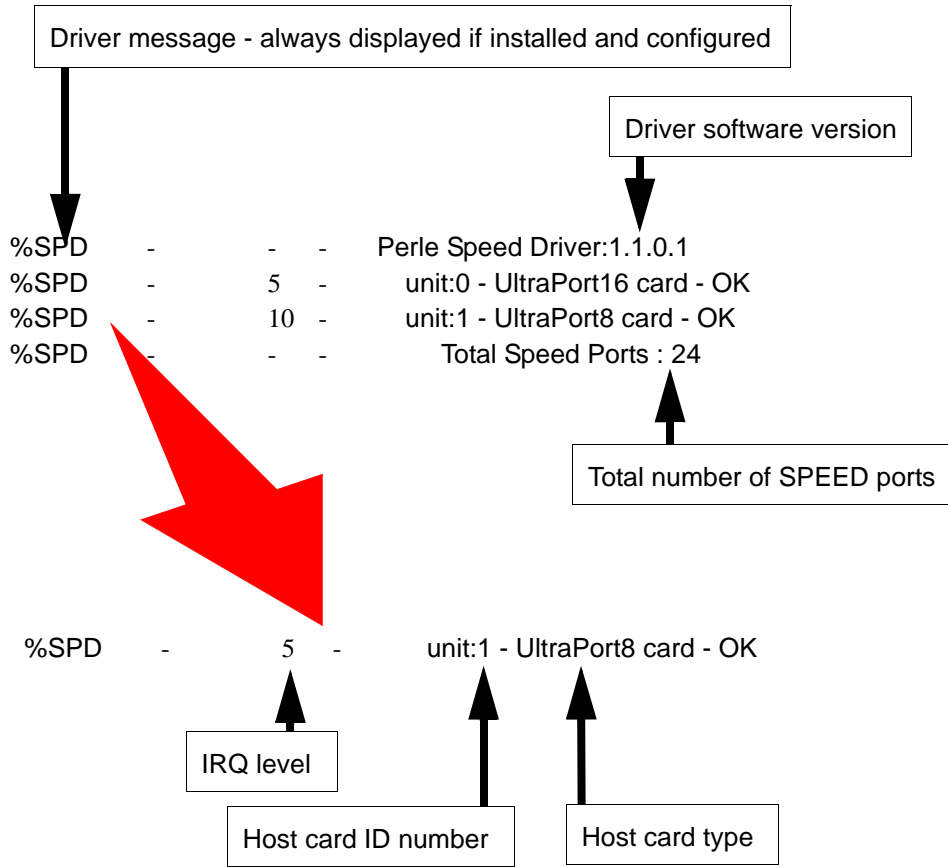 Driver message - always displayed if installed and configured
Driver software version
%SPD - - - Perle Speed Driver:1.1.0.1
%SPD - 5 - unit:0 - UltraPort16 card - OK
%SPD - 10 - unit:1 - UltraPort8 card - OK
%SPD - - - Total Speed Ports : 24
Total number of SPEED ports
%SPD - 5 - unit:1 - UltraPort8 card - OK
IRQ level
Host card ID number
Host card type